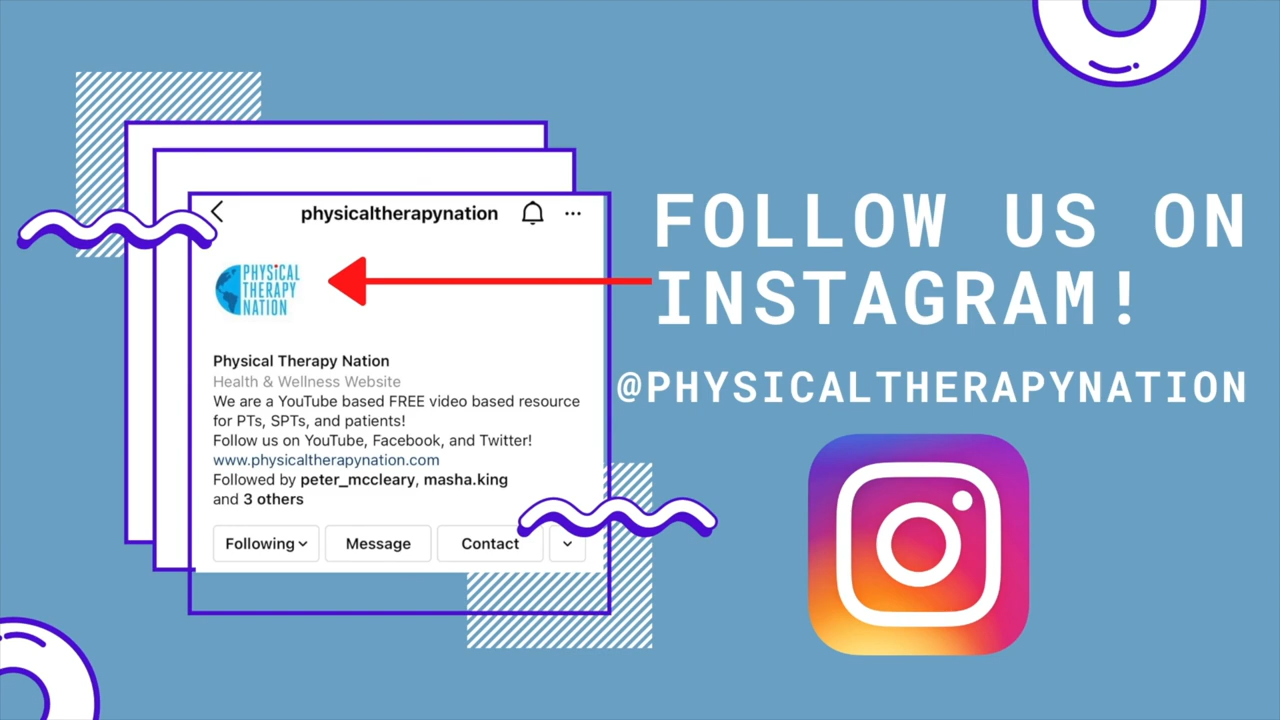 physicaltherapynation
PHYSICAL
THERAPY
NATION
Physical Therapy Nation
Health & Wellness Website
We are a YouTube based FREE video based resource
for PTs, SPTs, and patients!
Follow us on YouTube, Facebook, and Twitter!
www.physicaltherapynation.com
Followed by peter_mccleary, masha.king
and 3 others
Following
Message
Contact
FOLLOW US ON
INSTAGRAM!
@PHYSICALTHERAPYNATION